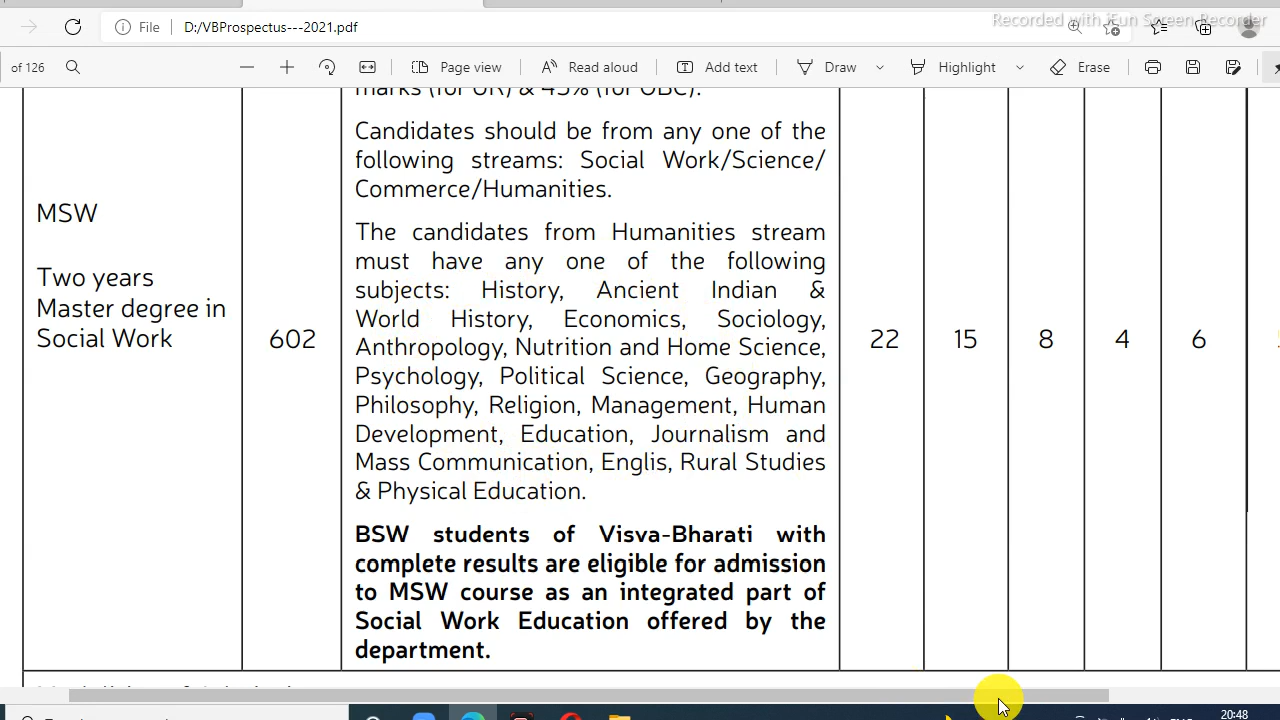 Recorded with iFun Screen Recorder
File D:/VBProspectus---2021.pdf
of 126 Page view Read aloud Add text Draw Highlight Erase
marks (for UR) & 45% (for OBC).
Candidates should be from any one of the
following streams: Social Work/Science/
Commerce/Humanities.
The candidates from Humanities stream
must have any one of the following
subjects: History, Ancient Indian &
World History, Economics, Sociology,
Anthropology, Nutrition and Home Science,
Psychology, Political Science, Geography,
Philosophy, Religion, Management, Human
Development, Education, Journalism and
Mass Communication, Englis, Rural Studies
& Physical Education.
BSW students of Visva-Bharati with
complete results are eligible for admission
to MSW course as an integrated part of
Social Work Education offered by the
department.
MSW
Two years
Master degree in
Social Work
602
22 15 8 4 6
20:48